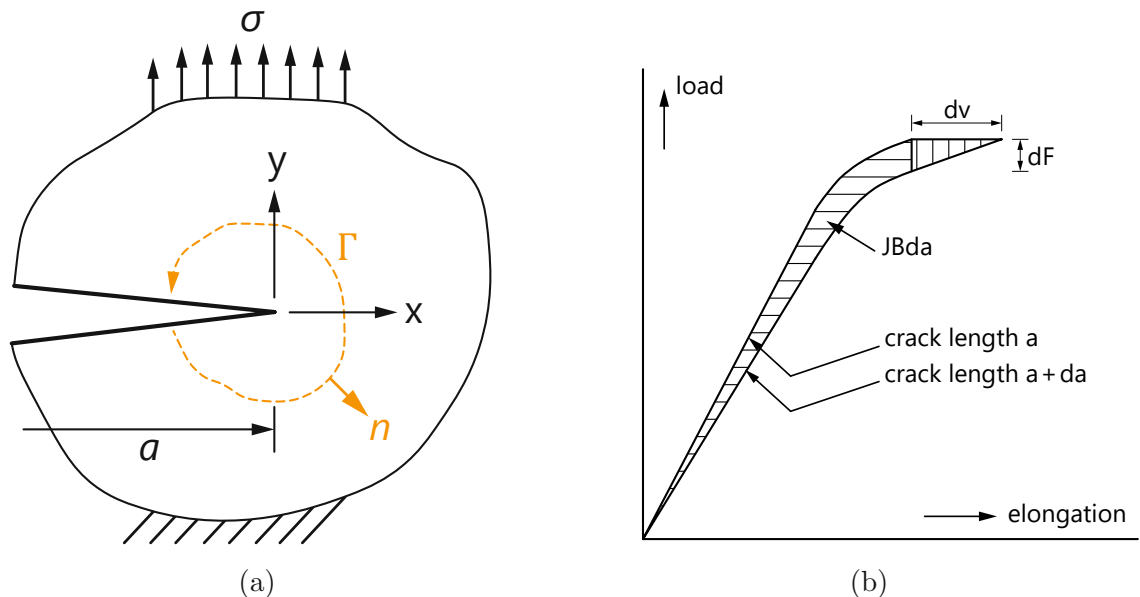 σ
y
Γ
x
n
a
(a)
load
dv
dF
JBda
crack length a
crack length a + da
elongation
(b)